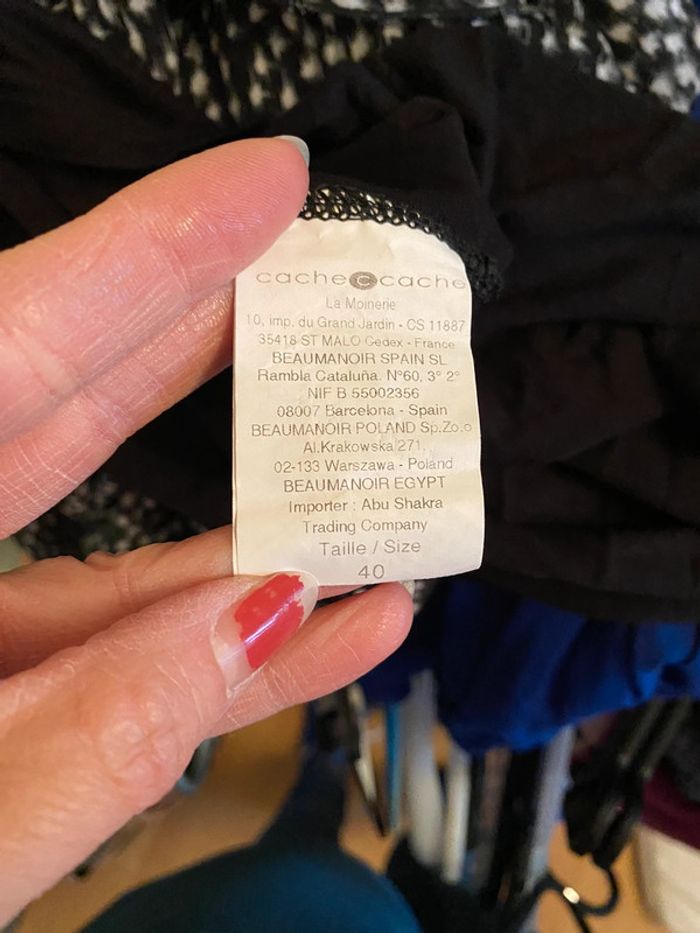 cache c cache
La Moinerie
10, imp. du Grand Jardin - CS 11887
35418 ST MALO Cedex - France
BEAUMANOIR SPAIN SL
Rambla Cataluña. N°60, 3° 2°
NIF B 55002356
08007 Barcelona - Spain
BEAUMANOIR POLAND Sp.Zo.o
Al.Krakowska 271,
02-133 Warszawa - Poland
BEAUMANOIR EGYPT
Importer : Abu Shakra
Trading Company
Taille / Size
40